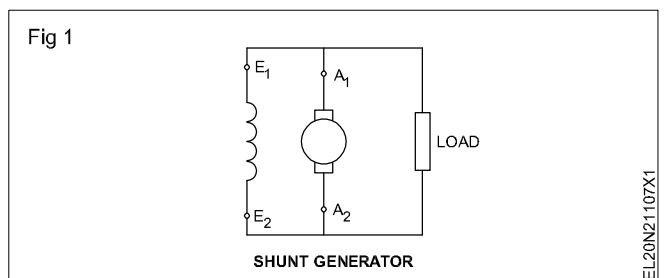 Fig 1
E1
A1
LOAD
E2
A2
SHUNT GENERATOR
EL20N21107X1